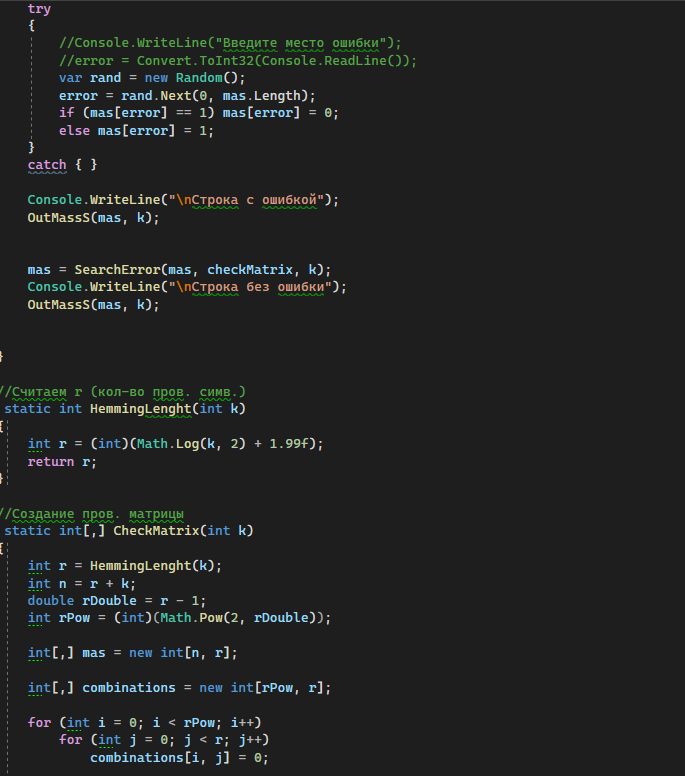 try
{
//Console.WriteLine("Введите место ошибки");
//error = Convert.ToInt32(Console.ReadLine());
var rand = new Random();
error = rand.Next(0, mas.Length);
if (mas[error] == 1) mas[error] = 0;
else mas[error] = 1;
}
catch { }
Console.WriteLine("\nСтрока с ошибкой");
OutMassS(mas, k);
mas = SearchError(mas, checkMatrix, k);
Console.WriteLine("\nСтрока без ошибки");
OutMassS(mas, k);
}
//Считаем r (кол-во пров. симв.)
static int HemmingLenght(int k)
{
int r = (int)(Math.Log(k, 2) + 1.99f);
return r;
}
//Создание пров. матрицы
static int[,] CheckMatrix(int k)
{
int r = HemmingLenght(k);
int n = r + k;
double rDouble = r - 1;
int rPow = (int)(Math.Pow(2, rDouble));
int[,] mas = new int[n, r];
int[,] combinations = new int[rPow, r];
for (int i = 0; i < rPow; i++)
for (int j = 0; j < r; j++)
combinations[i, j] = 0;